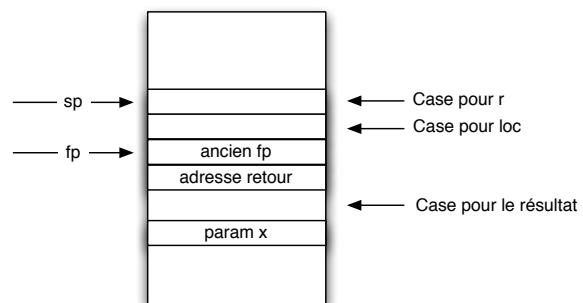 sp
Case pour r
Case pour loc
fp
ancien fp
adresse retour
Case pour le résultat
param x